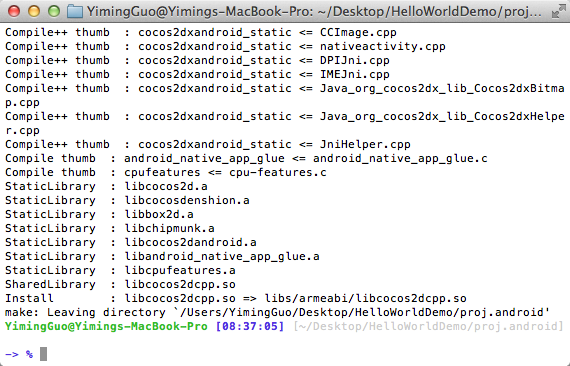 YimingGuo@Yimings-MacBook-Pro: ~/Desktop/HelloWorldDemo/proj....
Compile++ thumb  : cocos2dxandroid_static <= CCImage.cpp
Compile++ thumb  : cocos2dxandroid_static <= nativeactivity.cpp
Compile++ thumb  : cocos2dxandroid_static <= DPIJni.cpp
Compile++ thumb  : cocos2dxandroid_static <= IMEJni.cpp
Compile++ thumb  : cocos2dxandroid_static <= Java_org_cocos2dx_lib_Cocos2dxBitma
p.cpp
Compile++ thumb  : cocos2dxandroid_static <= Java_org_cocos2dx_lib_Cocos2dxHelpe
r.cpp
Compile++ thumb  : cocos2dxandroid_static <= JniHelper.cpp
Compile thumb  : android_native_app_glue <= android_native_app_glue.c
Compile thumb  : cpufeatures <= cpu-features.c
StaticLibrary  : libcocos2d.a
StaticLibrary  : libcocosdenshion.a
StaticLibrary  : libbox2d.a
StaticLibrary  : libchipmunk.a
StaticLibrary  : libcocos2dandroid.a
StaticLibrary  : libandroid_native_app_glue.a
StaticLibrary  : libcpufeatures.a
SharedLibrary  : libcocos2dcpp.so
Install        : libcocos2dcpp.so => libs/armeabi/libcocos2dcpp.so
make: Leaving directory `/Users/YimingGuo/Desktop/HelloWorldDemo/proj.android'
YimingGuo@Yimings-MacBook-Pro [08:37:05] [~/Desktop/HelloWorldDemo/proj.android]
-> %